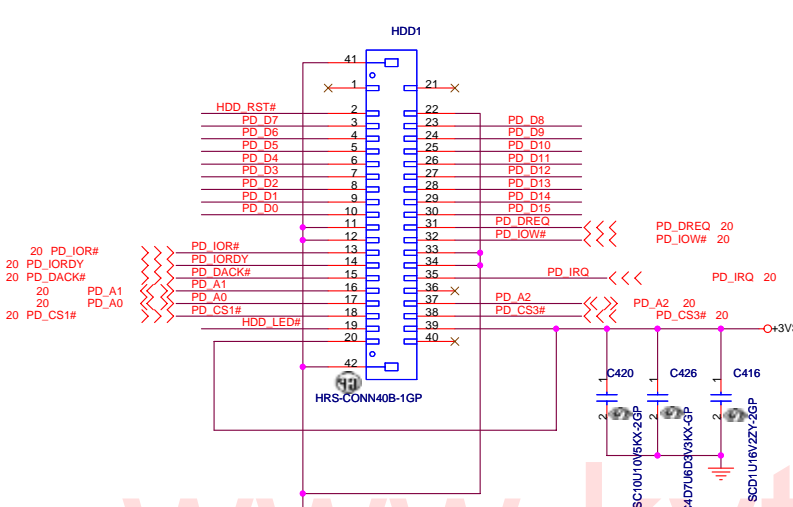 HDD1
41
1 21
HDD_RST# 2 22
PD_D7 3 23 PD_D8
PD_D6 4 24 PD_D9
PD_D5 5 25 PD_D10
PD_D4 6 26 PD_D11
PD_D3 7 27 PD_D12
PD_D2 8 28 PD_D13
PD_D1 9 29 PD_D14
PD_D0 10 30 PD_D15
11 31 PD_DREQ PD_DREQ 20
12 32 PD_IOW# PD_IOW# 20
20 PD_IOR# PD_IOR# 13 33
20 PD_IORDY PD_IORDY 14 34
20 PD_DACK# PD_DACK# 15 35 PD_IRQ PD_IRQ 20
20 PD_A1 PD_A1 16 36
20 PD_A0 PD_A0 17 37 PD_A2 PD_A2 20
20 PD_CS1# PD_CS1# 18 38 PD_CS3# PD_CS3# 20
HDD_LED# 19 39
20 40
42
HRS-CONN40B-1GP
C420 C426 C416
1 1 1
2 2 2
SC10U10V5KX-2GP
SCD1U16V2ZY-2GP